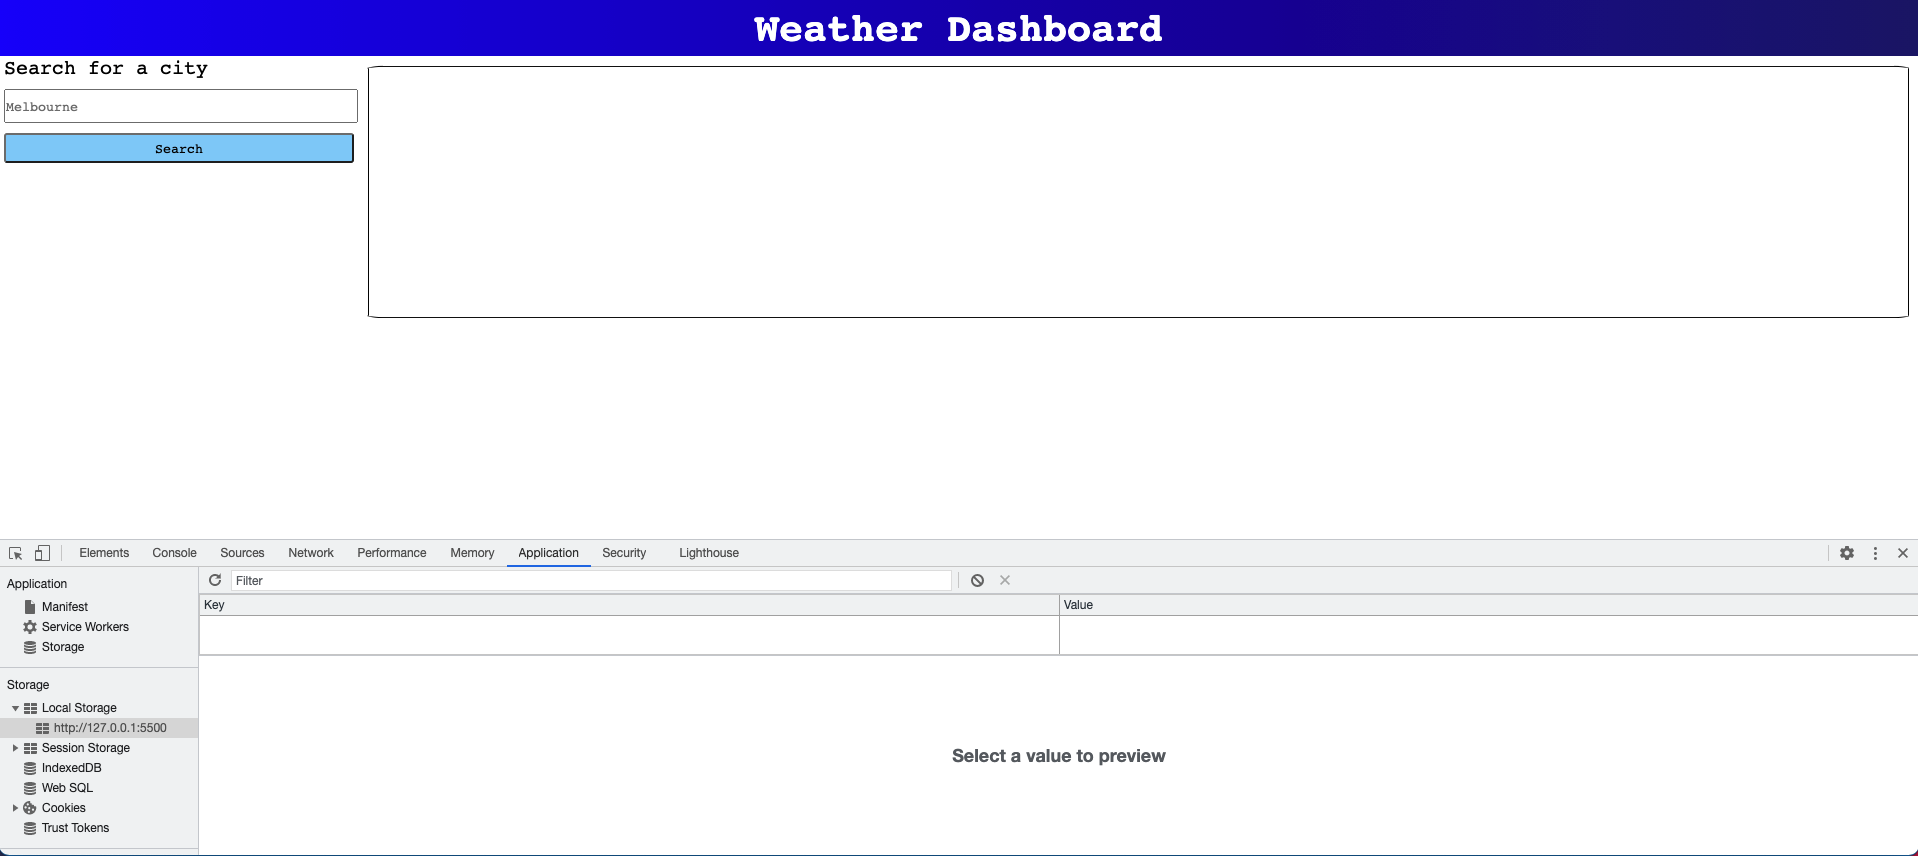 Weather Dashboard
Search for a city
Melbourne
Search
Elements Console Sources Network Performance Memory Application Security Lighthouse
Application
Manifest
Service Workers
Storage
Storage
Local Storage
http://127.0.0.1:5500
Session Storage
IndexedDB
Web SQL
Cookies
Trust Tokens
Filter
Key Value
Select a value to preview